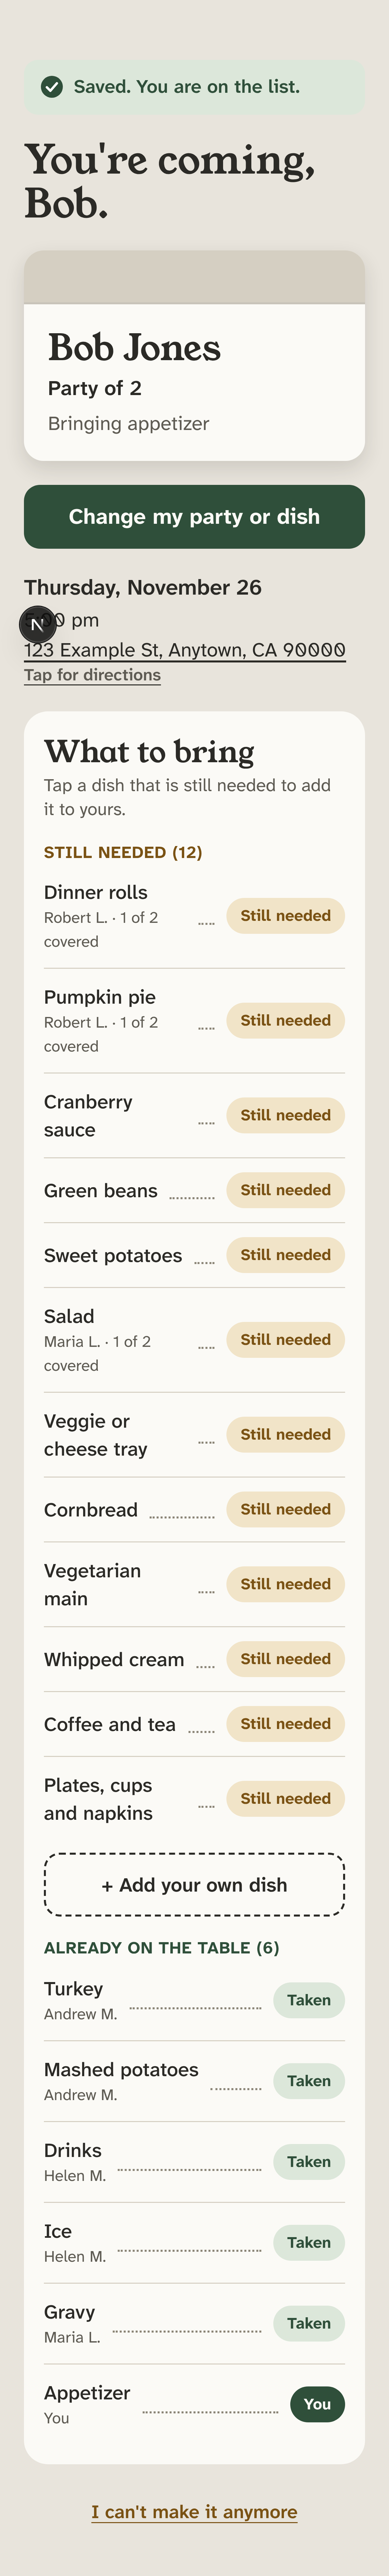 Saved. You are on the list.
You're coming,
Bob.
Bob Jones
Party of 2
Bringing appetizer
Change my party or dish
Thursday, November 26
N
00 pm
123 Example St, Anytown, CA 90000
Tap for directions
What to bring
Tap a dish that is still needed to add
it to yours.
STILL NEEDED (12)
Dinner rolls
Robert L. · 1 of 2
covered
Still needed
Pumpkin pie
Robert L. · 1 of 2
covered
Still needed
Cranberry
sauce
Still needed
Green beans
Still needed
Sweet potatoes
Still needed
Salad
Maria L. · 1 of 2
covered
Still needed
Veggie or
cheese tray
Still needed
Cornbread
Still needed
Vegetarian
main
Still needed
Whipped cream
Still needed
Coffee and tea
Still needed
Plates, cups
and napkins
Still needed
+ Add your own dish
ALREADY ON THE TABLE (6)
Turkey
Andrew M.
Taken
Mashed potatoes
Andrew M.
Taken
Drinks
Helen M.
Taken
Ice
Helen M.
Taken
Gravy
Maria L.
Taken
Appetizer
You
You
I can't make it anymore